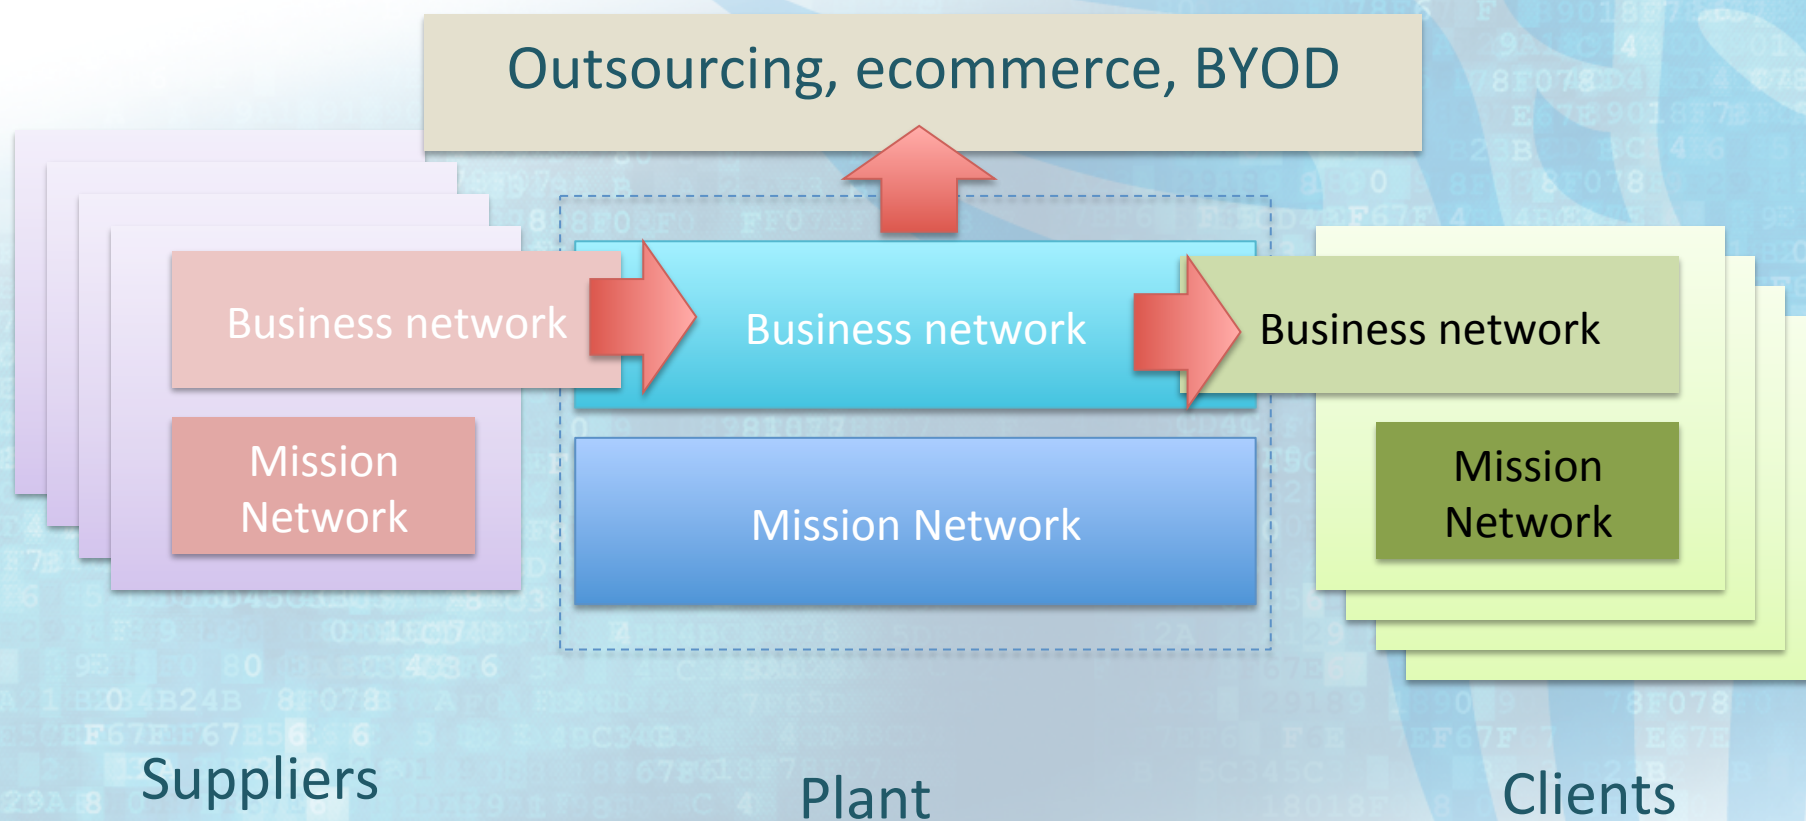 Outsourcing, ecommerce, BYOD
Business network
Mission
Network
Business network
Mission Network
Business network
Mission
Network
Suppliers
Plant
Clients